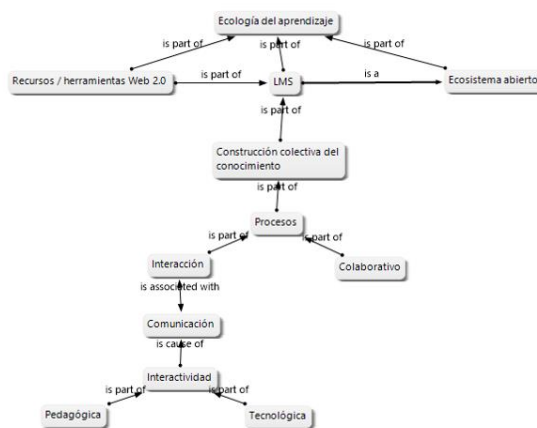 Ecología del aprendizaje
is part of
is part of
is part of
Recursos / herramientas Web 2.0
is part of
LMS
is a
Ecosistema abierto
is part of
Construcción colectiva del
conocimiento
is part of
Procesos
is part of
is part of
Interacción
Colaborativo
is associated with
Comunicación
is cause of
Interactividad
is part of
is part of
Pedagógica
Tecnológica